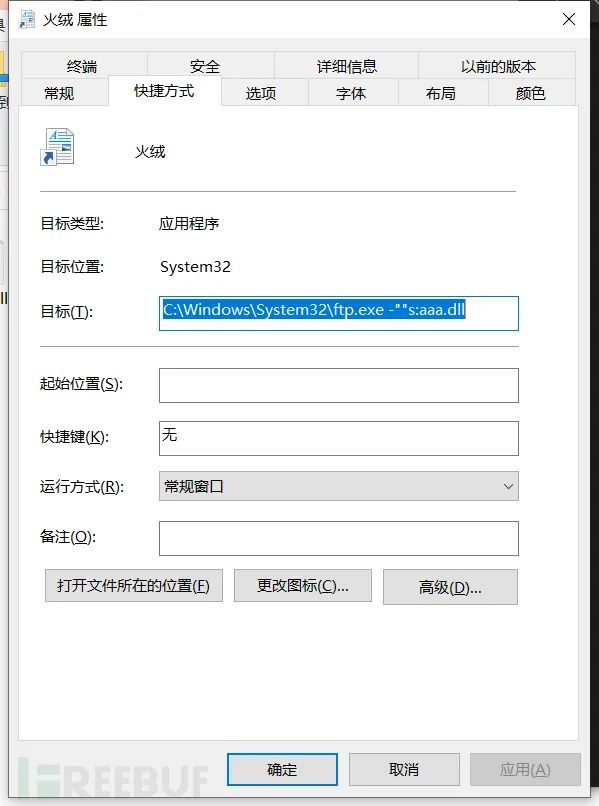 火绒 属性
终端 安全 详细信息 以前的版本
常规 快捷方式 选项 字体 布局 颜色
火绒
目标类型: 应用程序
目标位置: System32
目标(T): C:\Windows\System32\ftp.exe -""s:aaa.dll
起始位置(S):
快捷键(K): 无
运行方式(R): 常规窗口
备注(O):
打开文件所在的位置(F) 更改图标(C)... 高级(D)...
确定 取消 应用(A)
FREEBUF